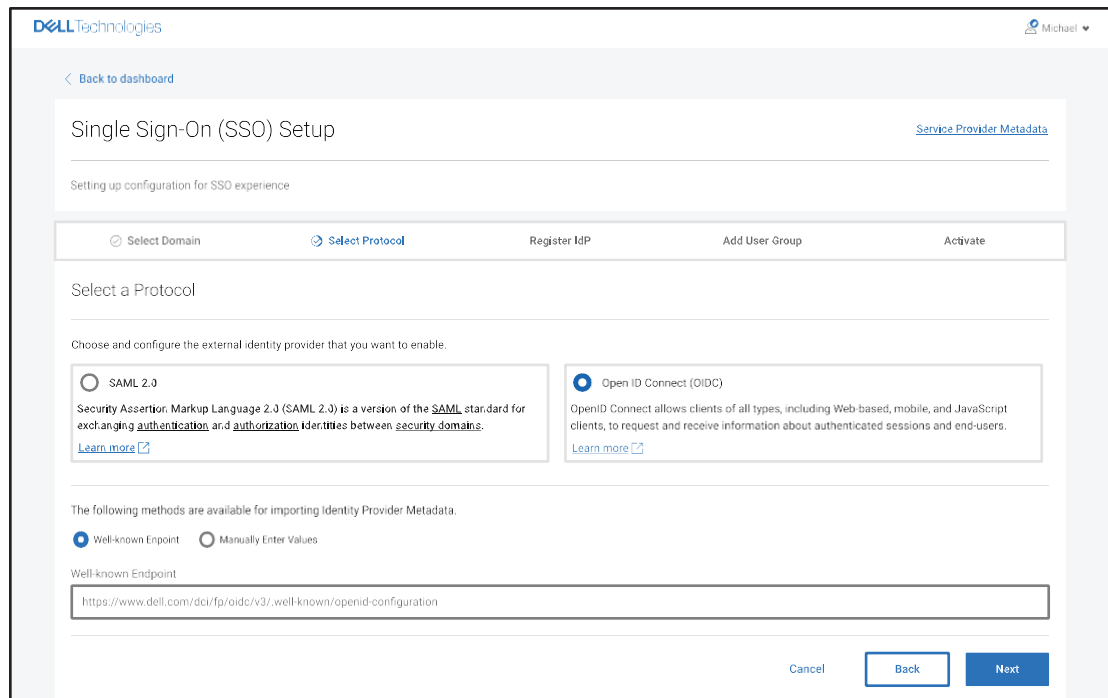 DELLTechnologies
Michael
Back to dashboard
Single Sign-On (SSO) Setup
Service Provider Metadata
Setting up configuration for SSO experience
Select Domain
Select Protocol
Register IdP
Add User Group
Activate
Select a Protocol
Choose and configure the external identity provider that you want to enable.
SAML 2.0
Security Assertion Markup Language 2.0 (SAML 2.0) is a version of the SAML standard for
exchanging authentication and authorization identities between security domains.
Learn more
Open ID Connect (OIDC)
OpenID Connect allows clients of all types, including Web-based, mobile, and JavaScript
clients, to request and receive information about authenticated sessions and end-users.
Learn more
The following methods are available for importing Identity Provider Metadata.
Well-known Enpoint
Manually Enter Values
Well-known Endpoint
https://www.dell.com/dci/fp/oidc/v3/.well-known/openid-configuration
Cancel
Back
Next